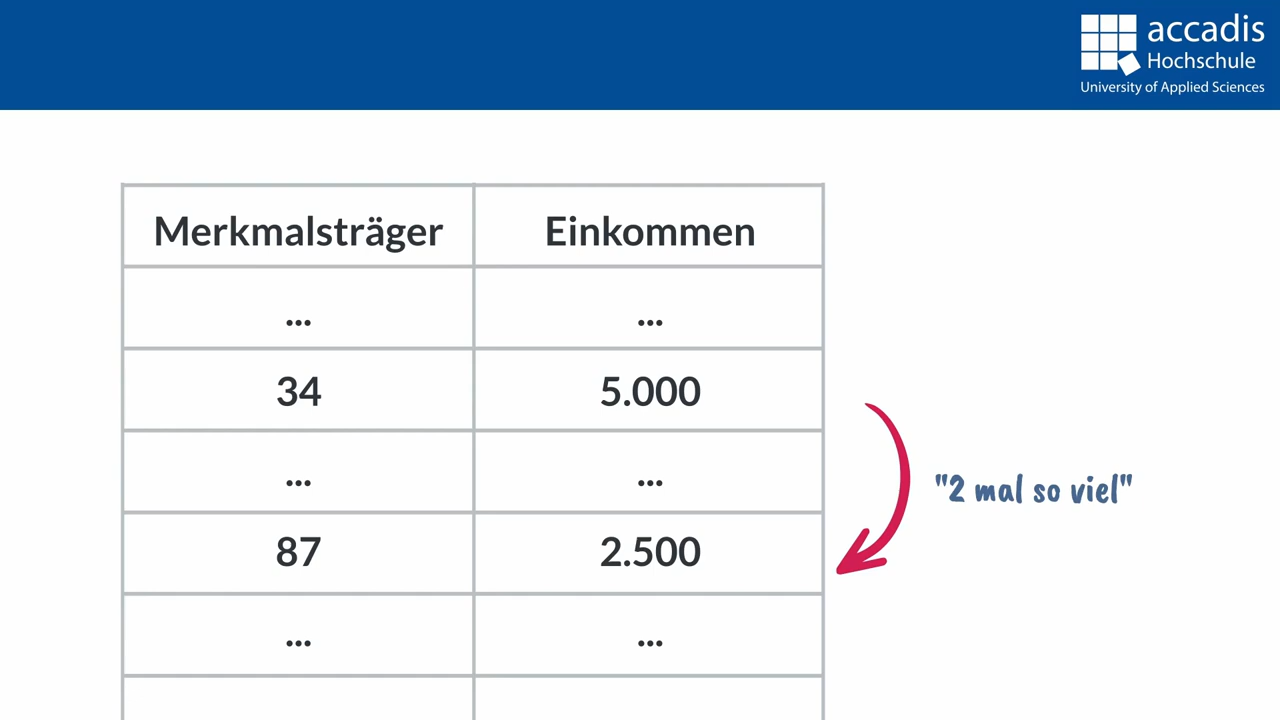 accadis
Hochschule
University of Applied Sciences
Merkmalsträger Einkommen
... ...
34 5.000
... ...
"2 mal so viel"
87 2.500
... ...